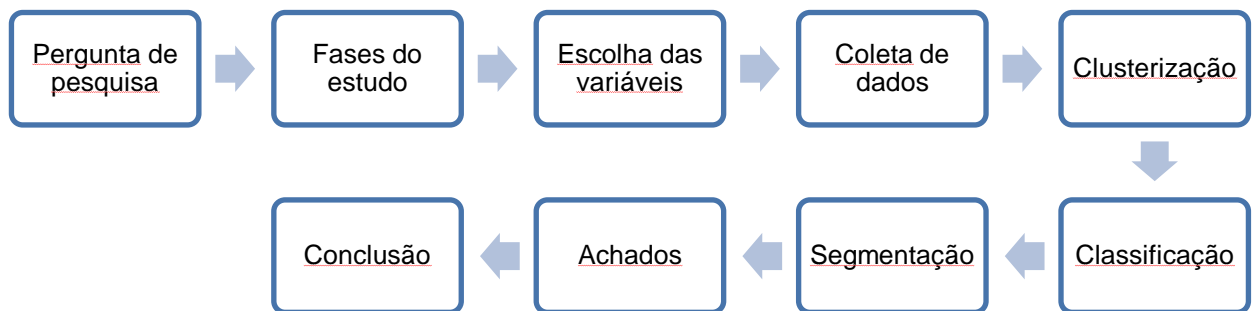 Pergunta de
pesquisa
Fases do
estudo
Escolha das
variáveis
Coleta de
dados
Clusterização
Classificação
Segmentação
Achados
Conclusão